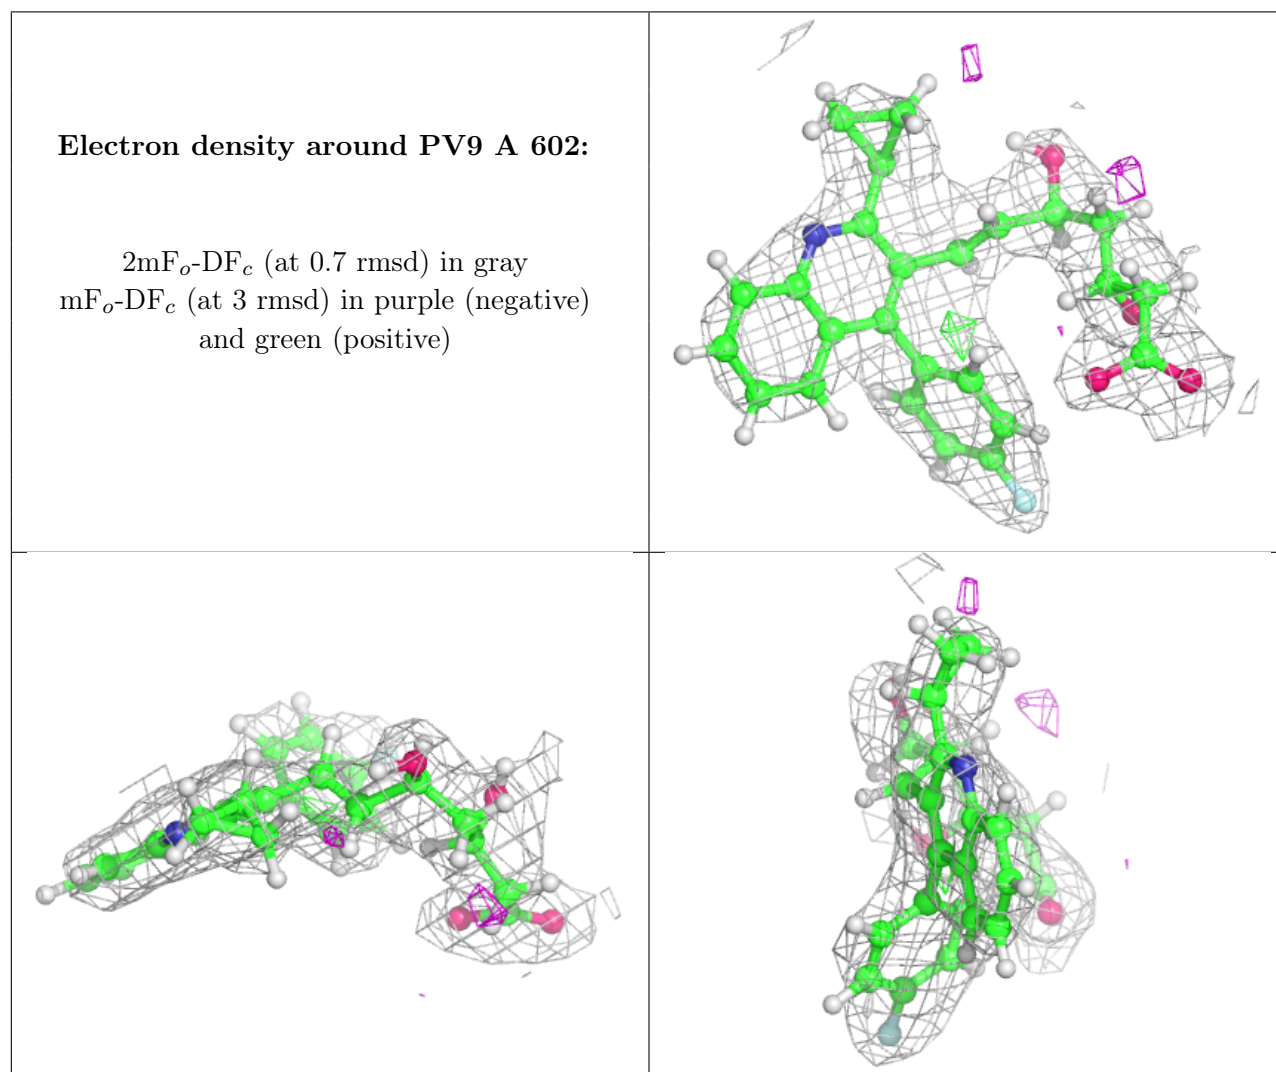 Electron density around PV9 A 602:
2mFo-DFc (at 0.7 rmsd) in gray
mFo-DFc (at 3 rmsd) in purple (negative)
and green (positive)